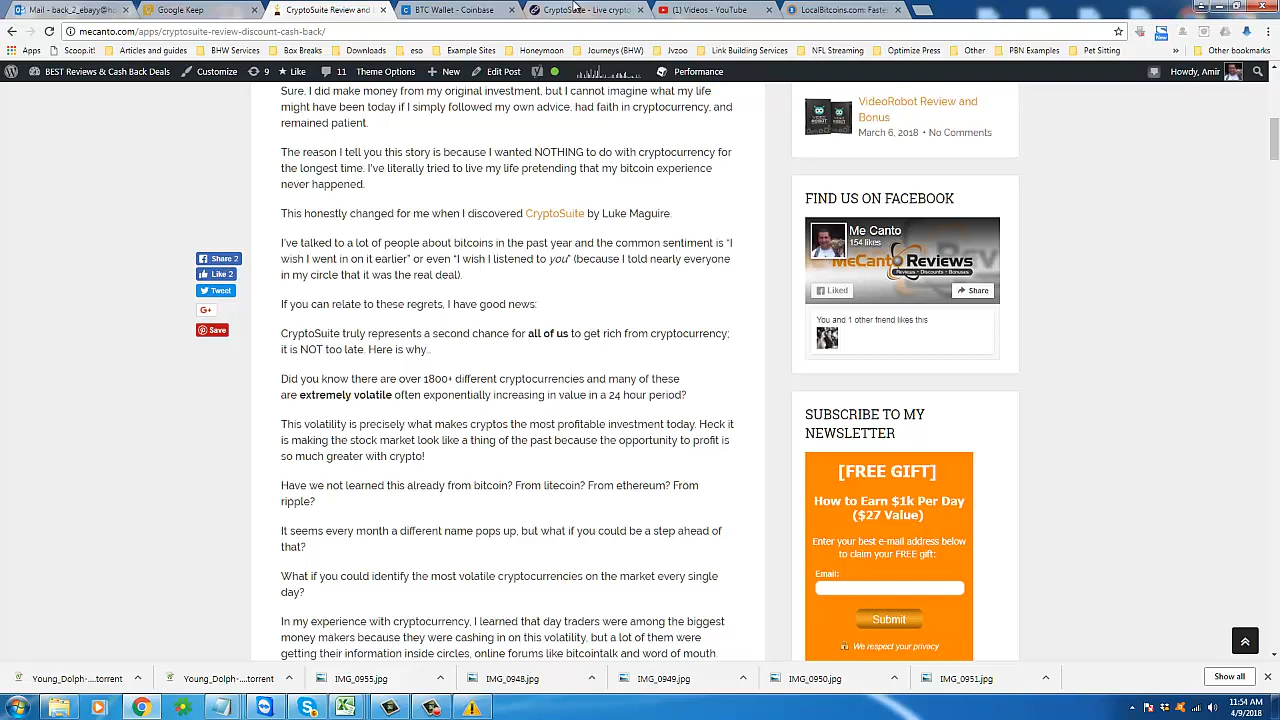 Mail - back_2_ebayy@out
Google Keep
CryptoSuite Review and
BTC Wallet - Coinbase
CryptoSuite - Live crypto
(1) Videos - YouTube
LocalBitcoins.com: Faste
mecanto.com/apps/cryptosuite-review-discount-cash-back/
Apps
Scoop.it!
Articles and guides
BHW Services
Box Breaks
Downloads
eso
Example Sites
Honeymoon
Journeys (BHW)
Jvzoo
Link Building Services
NFL Streaming
Optimize Press
Other
PBN Examples
Pet Sitting
Other bookmarks
BEST Reviews & Cash Back Deals
Customize
9
Like
11
Theme Options
New
Edit Post
Performance
Howdy, Amir
Sure, I did make money from my original investment, but I cannot imagine what my life
might have been today if I simply followed my own advice, had faith in cryptocurrency, and
remained patient.
The reason I tell you this story is because I wanted NOTHING to do with cryptocurrency for
the longest time. I've literally tried to live my life pretending that my bitcoin experience
never happened.
This honestly changed for me when I discovered CryptoSuite by Luke Maguire.
I've talked to a lot of people about bitcoins in the past year and the common sentiment is "I
wish I went in on it earlier" or even "I wish I listened to you" (because I told nearly everyone
in my circle that it was the real deal).
If you can relate to these regrets, I have good news:
CryptoSuite truly represents a second chance for all of us to get rich from cryptocurrency;
it is NOT too late. Here is why...
Did you know there are over 1800+ different cryptocurrencies and many of these
are extremely volatile often exponentially increasing in value in a 24 hour period?
This volatility is precisely what makes cryptos the most profitable investment today. Heck it
is making the stock market look like a thing of the past because the opportunity to profit is
so much greater with crypto!
Have we not learned this already from bitcoin? From litecoin? From ethereum? From
ripple?
It seems every month a different name pops up, but what if you could be a step ahead of
that?
What if you could identify the most volatile cryptocurrencies on the market every single
day?
In my experience with cryptocurrency, I learned that day traders were among the biggest
money makers because they were cashing in on this volatility, but a lot of them were
getting their information inside circles, online forums like bitcointalk and word of mouth.
Share 2
Like 2
Tweet
G+
Save
VideoRobot Review and
Bonus
March 6, 2018 • No Comments
FIND US ON FACEBOOK
Me Canto
154 likes
MeCanto Reviews
Reviews - Discounts - Bonuses
Liked
Share
You and 1 other friend likes this
SUBSCRIBE TO MY
NEWSLETTER
[FREE GIFT]
How to Earn $1k Per Day
($27 Value)
Enter your best e-mail address below
to claim your FREE gift:
Email:
Submit
We respect your privacy
Young_Dolph-....torrent
Young_Dolph-....torrent
IMG_0955.jpg
IMG_0948.jpg
IMG_0949.jpg
IMG_0950.jpg
IMG_0951.jpg
Show all
11:54 AM
4/9/2018